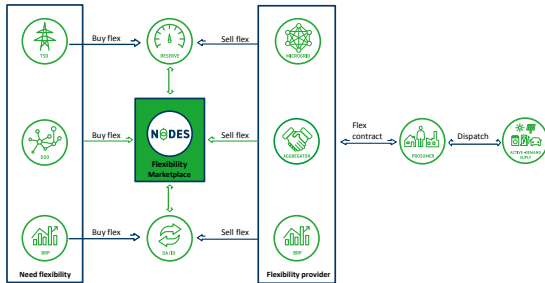 TSO
Buy flex
RESERVE
Sell flex
MICROGRID
DSO
Buy flex
NODES
Flexibility
Marketplace
Sell flex
AGGREGATOR
Flex
contract
PROSUMER
Dispatch
ACTIVE DEMAND
SUPPLY
BRP
Buy flex
DA/ID
Sell flex
BRP
Need flexibility
Flexibility provider